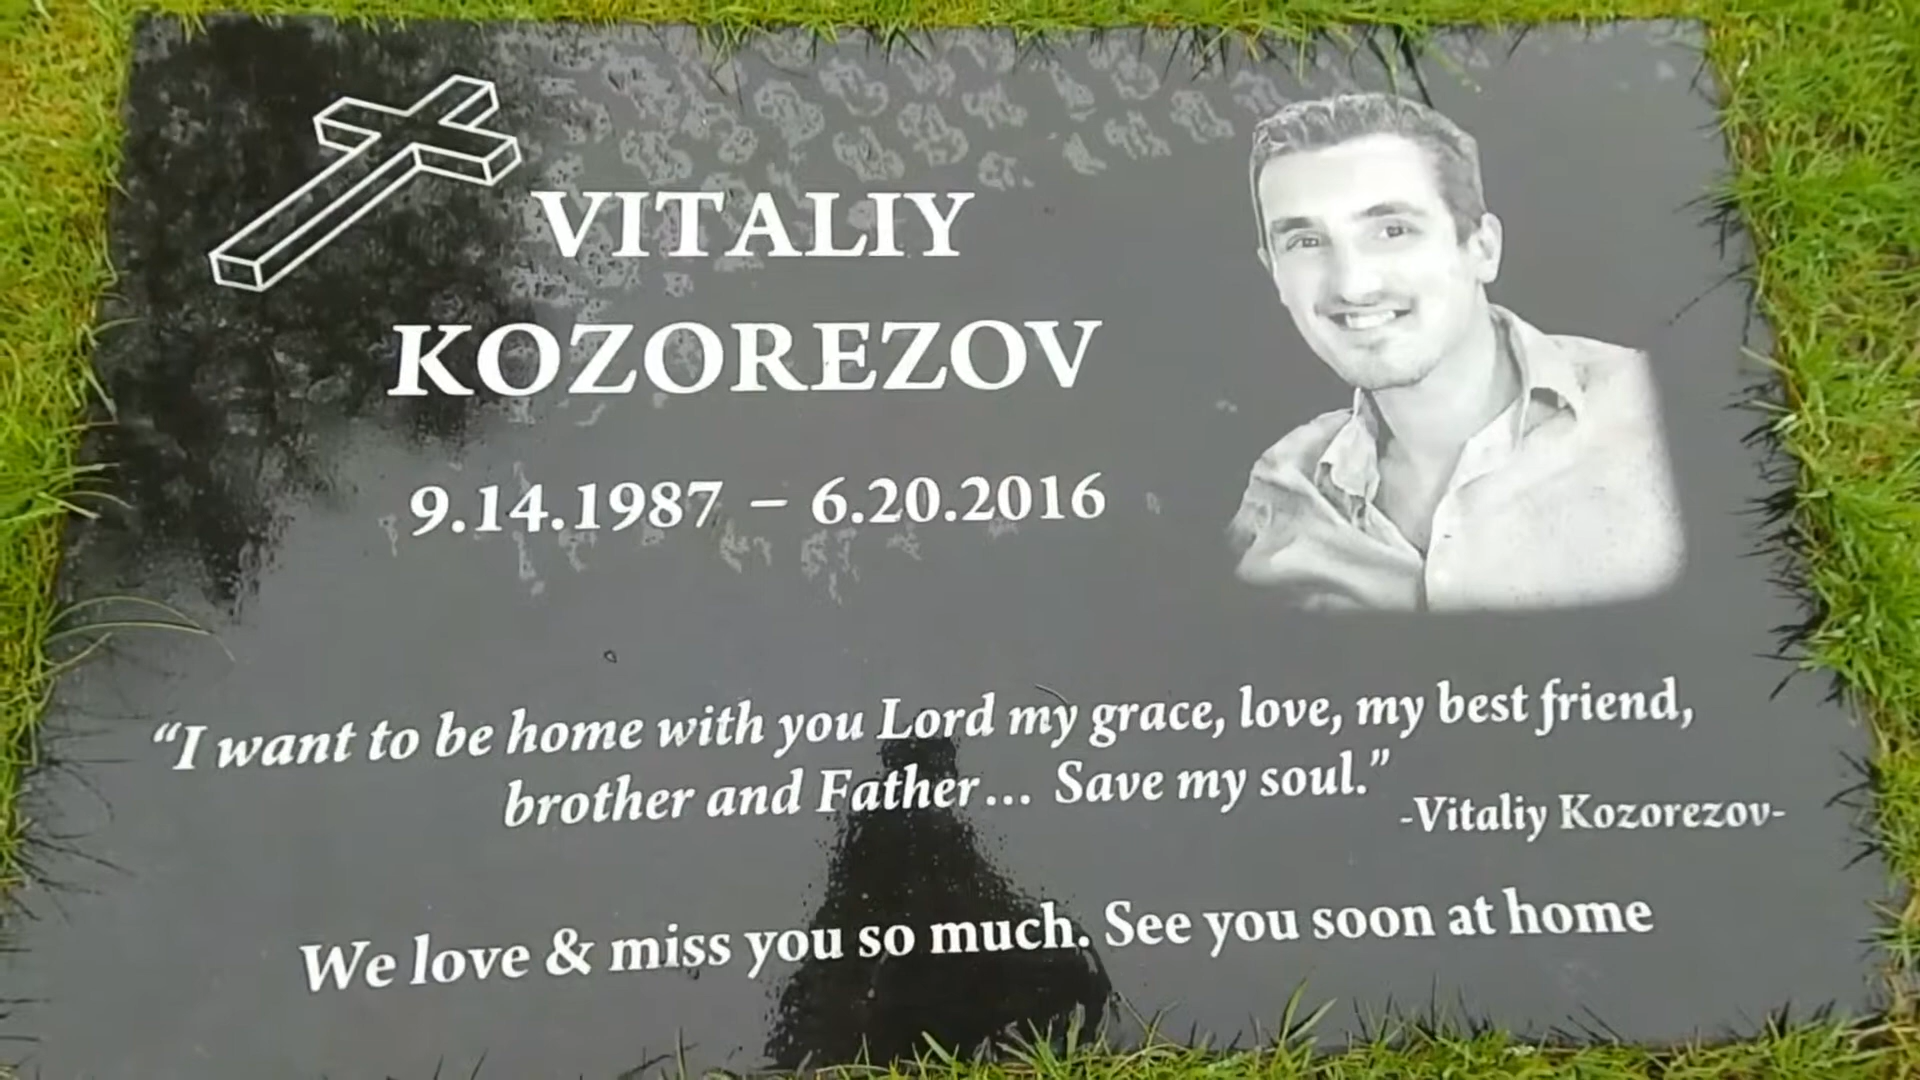 VITALIY
KOZOREZOV
9.14.1987 – 6.20.2016
“I want to be home with you Lord my grace, love, my best friend,
brother and Father... Save my soul.”
-Vitaliy Kozorezov-
We love & miss you so much. See you soon at home